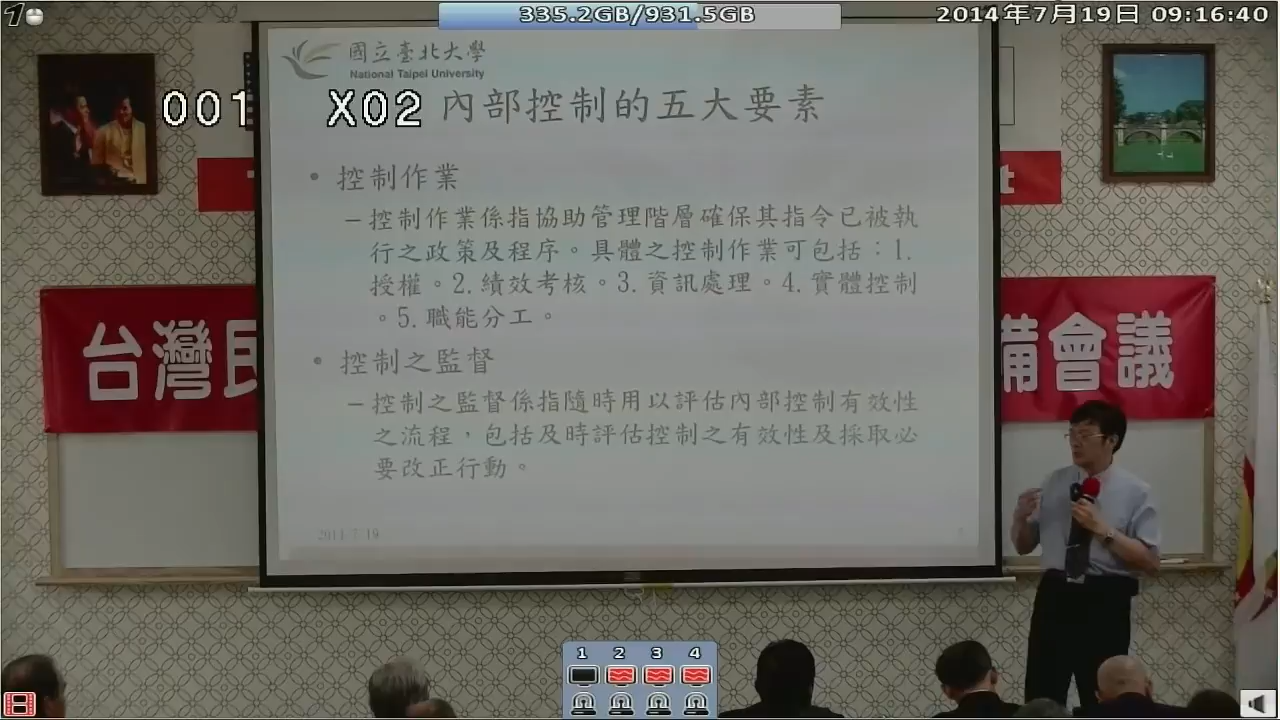 1
335.2GB/931.5GB
2014年7月19日 09:16:40
國立臺北大學
National Taipei University
001
X02
內部控制的五大要素
t
• 控制作業
–控制作業係指協助管理階層確保其指令已被執
行之政策及程序。具體之控制作業可包括：1.
授權。2.績效考核。3.資訊處理。4.實體控制
。5.職能分工。
• 控制之監督
–控制之監督係指隨時用以評估內部控制有效性
之流程，包括及時評估控制之有效性及採取必
要改正行動。
2014/7/19
台灣民
備會議
1 2 3 4